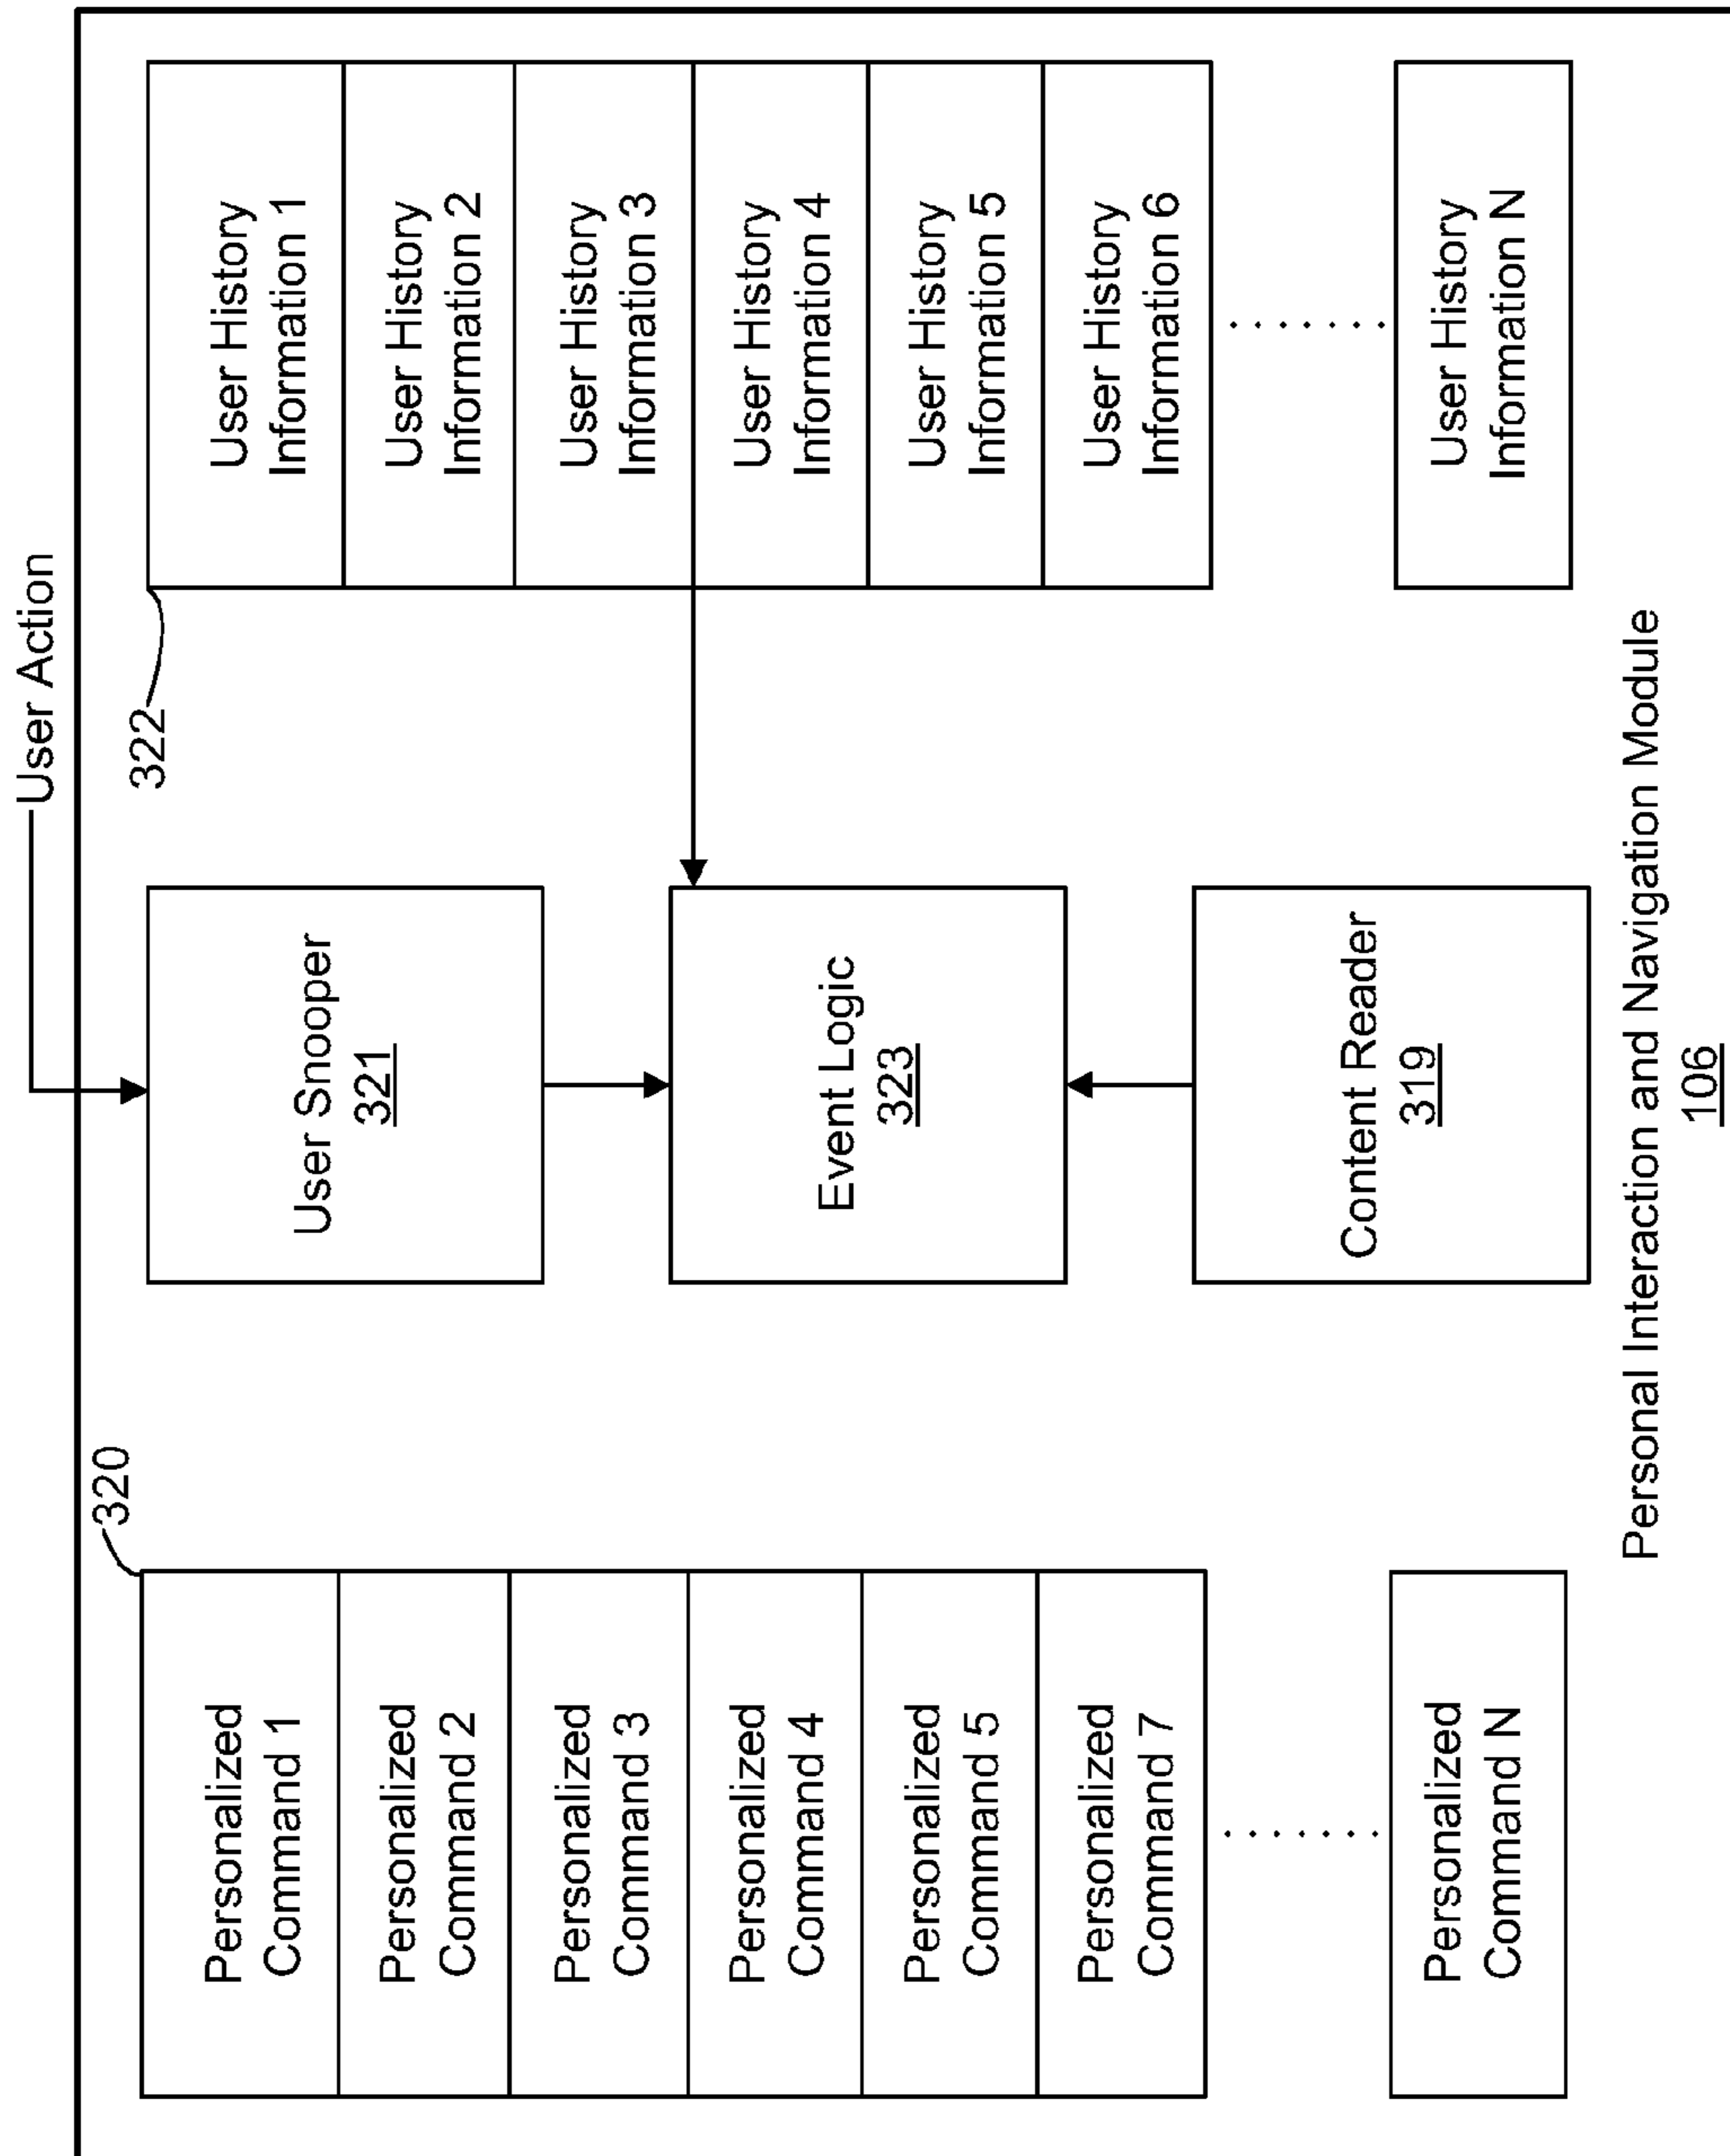 User Action
320
322
Personalized
Command 1
Personalized
Command 2
Personalized
Command 3
Personalized
Command 4
Personalized
Command 5
Personalized
Command 7
Personalized
Command N
User Snooper
321
Event Logic
323
Content Reader
319
User History
Information 1
User History
Information 2
User History
Information 3
User History
Information 4
User History
Information 5
User History
Information 6
User History
Information N
Personal Interaction and Navigation Module
106